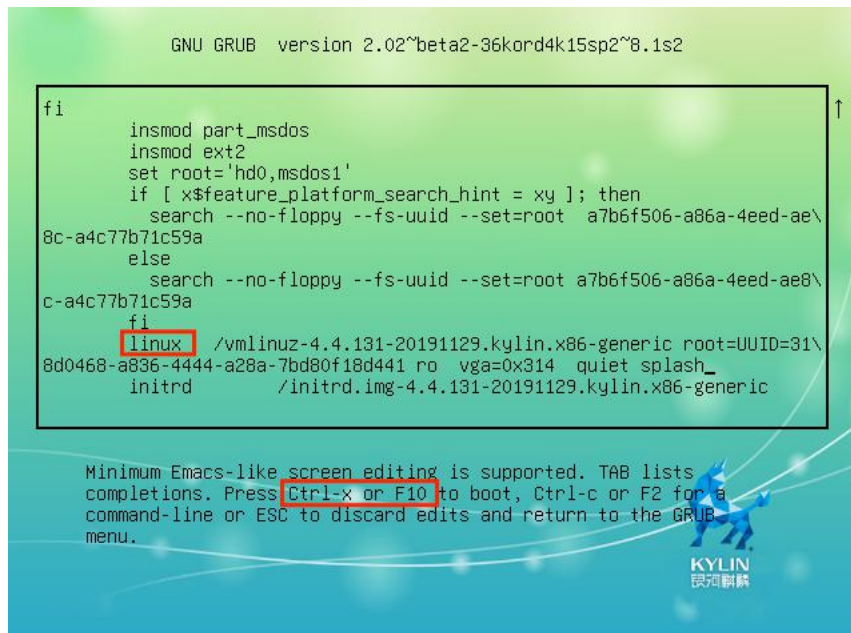 GNU GRUB version 2.02~beta2-36kord4k15sp2~8.1s2
fi
insmod part_msdos
insmod ext2
set root='hd0,msdos1'
if [ x$feature_platform_search_hint = xy ]; then
search --no-floppy --fs-uuid --set=root a7b6f506-a86a-4eed-ae\
8c-a4c77b71c59a
else
search --no-floppy --fs-uuid --set=root a7b6f506-a86a-4eed-ae8\
c-a4c77b71c59a
fi
linux /vmlinuz-4.4.131-20191129.kylin.x86-generic root=UUID=31\
8d0468-a836-4444-a28a-7bd80f18d441 ro vga=0x314 quiet splash_
initrd /initrd.img-4.4.131-20191129.kylin.x86-generic
Minimum Emacs-like screen editing is supported. TAB lists
completions. Press Ctrl-x or F10 to boot, Ctrl-c or F2 for a
command-line or ESC to discard edits and return to the GRUB
menu.
KYLIN
银河麒麟